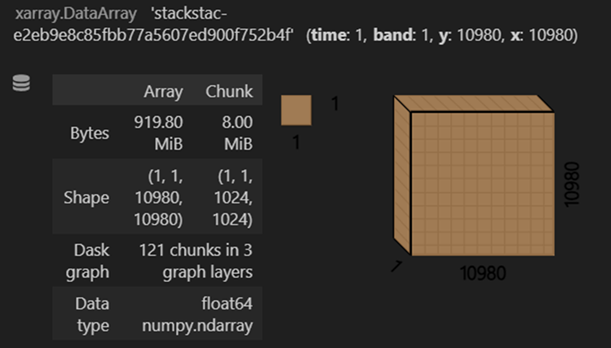 xarray.DataArray 'stackstac-
e2eb9e8c85fbb77a5607ed900f752b4f' (time: 1, band: 1, y: 10980, x: 10980)
Array Chunk
Bytes 919.80 MiB 8.00 MiB
Shape (1, 1, 10980, 10980) (1, 1, 1024, 1024)
Dask graph 121 chunks in 3 graph layers
Data type float64 numpy.ndarray
1
1
10980
1
10980